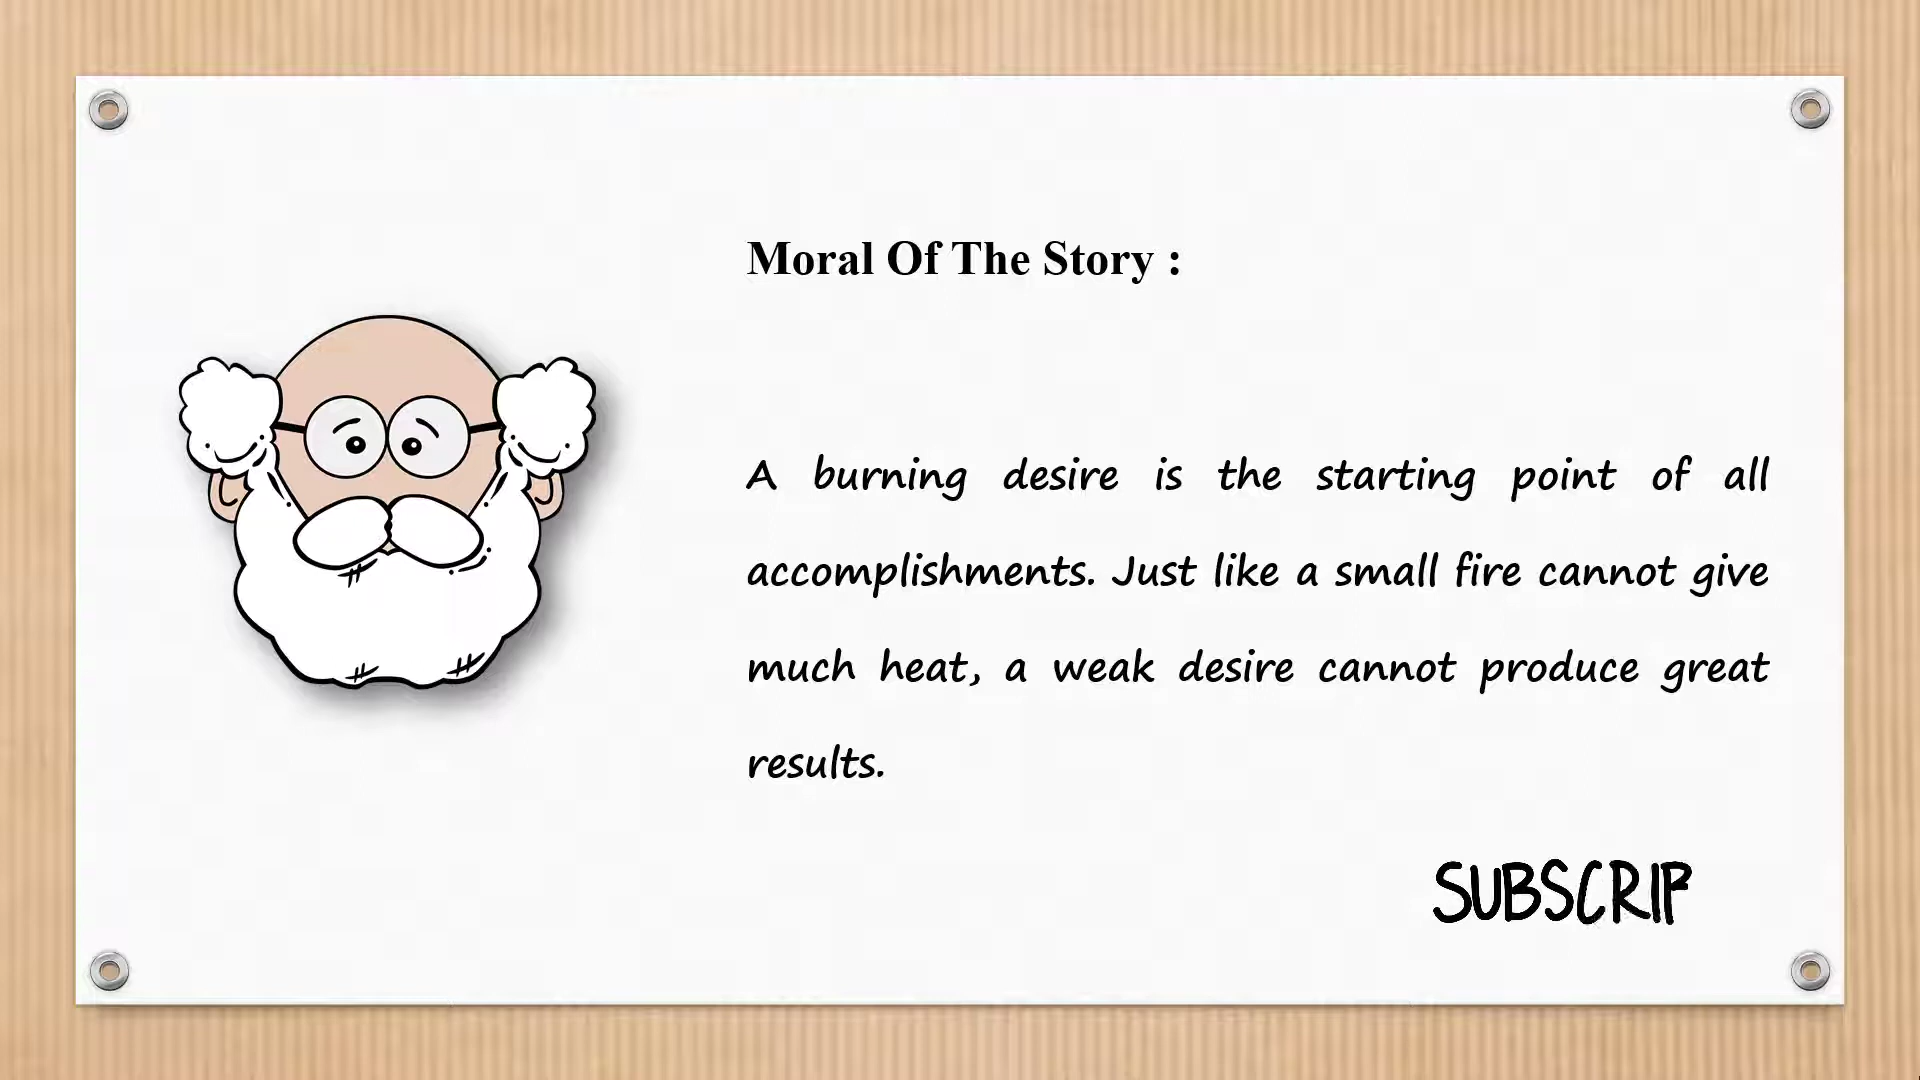 Moral Of The Story :
A burning desire is the starting point of all
accomplishments. Just like a small fire cannot give
much heat, a weak desire cannot produce great
results.
SUBSCRIP